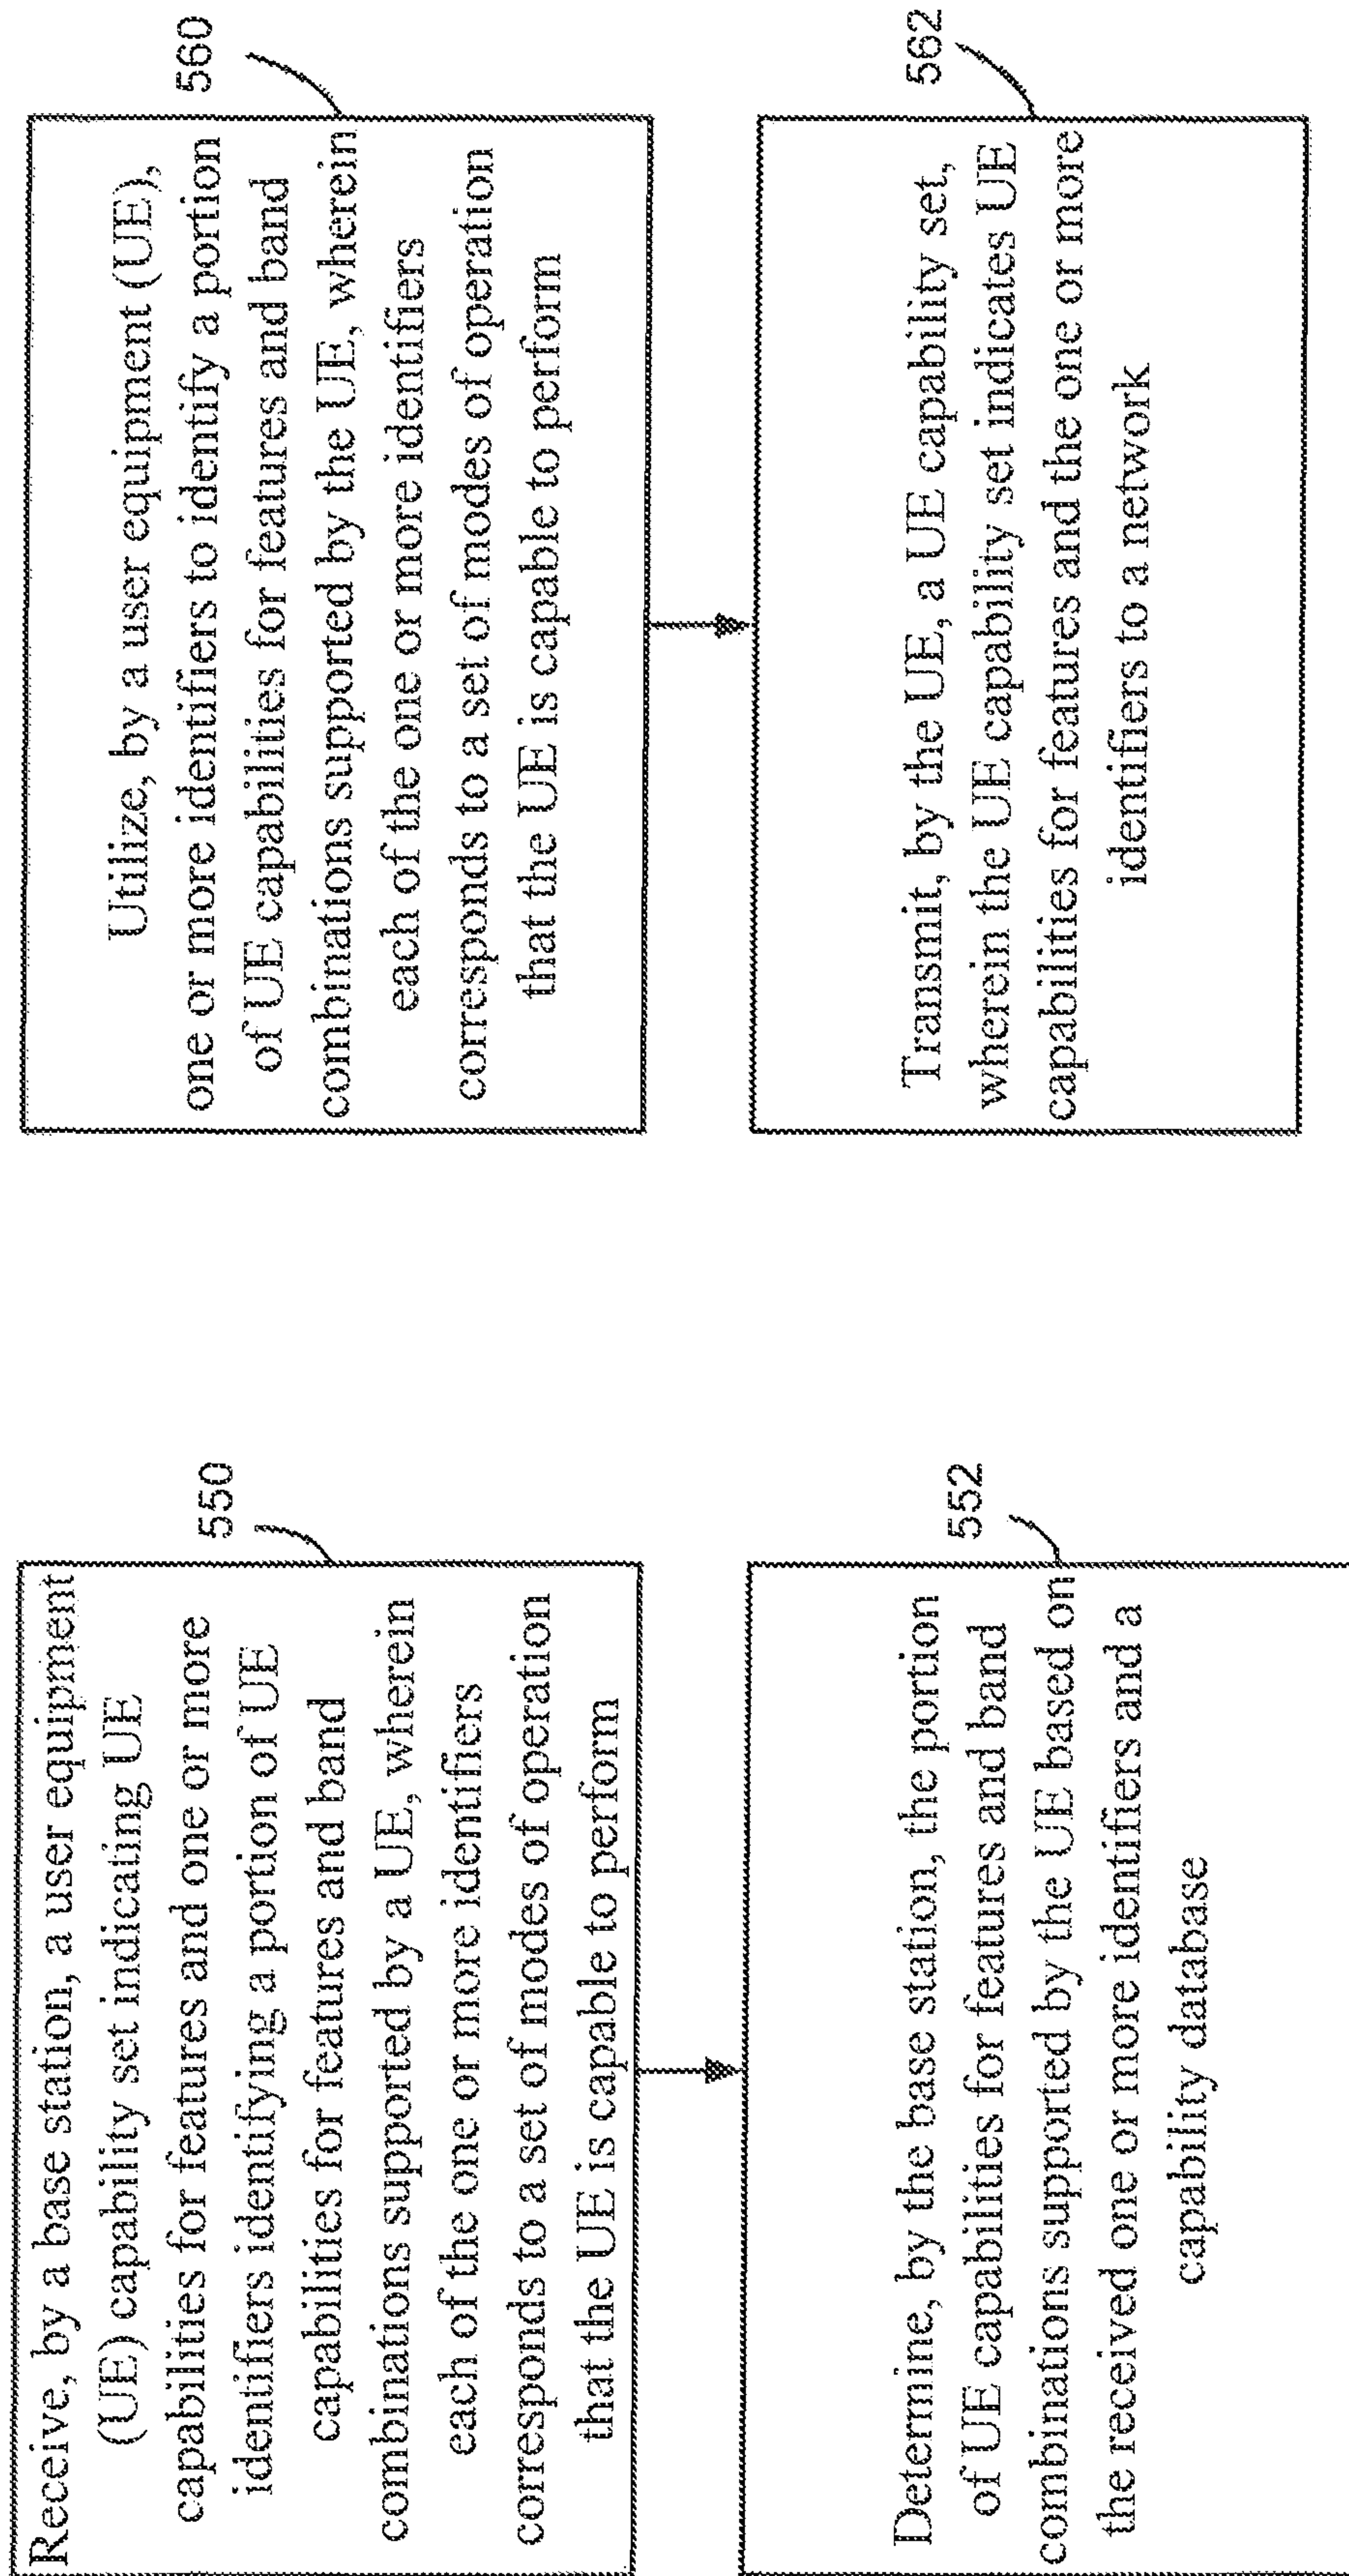 550
Receive, by a base station, a user equipment
(UE) capability set indicating UE
capabilities for features and one or more
identifiers identifying a portion of UE
capabilities for features and band
combinations supported by a UE, wherein
each of the one or more identifiers
corresponds to a set of modes of operation
that the UE is capable to perform
552
Determine, by the base station, the portion
of UE capabilities for features and band
combinations supported by the UE based on
the received one or more identifiers and a
capability database
560
Utilize, by a user equipment (UE),
one or more identifiers to identify a portion
of UE capabilities for features and band
combinations supported by the UE, wherein
each of the one or more identifiers
corresponds to a set of modes of operation
that the UE is capable to perform
562
Transmit, by the UE, a UE capability set,
wherein the UE capability set indicates UE
capabilities for features and the one or more
identifiers to a network